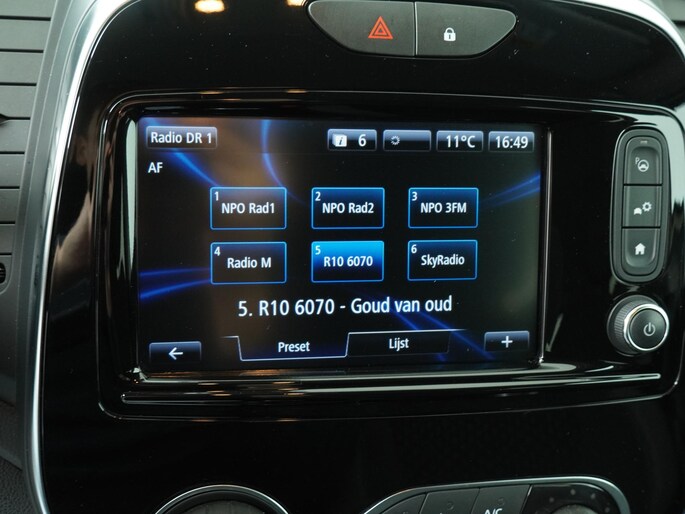 Radio DR 1
i 6
11°C
16:49
AF
1 NPO Rad1
2 NPO Rad2
3 NPO 3FM
4 Radio M
5 R10 6070
6 SkyRadio
5. R10 6070 - Goud van oud
Preset
Lijst
A/C